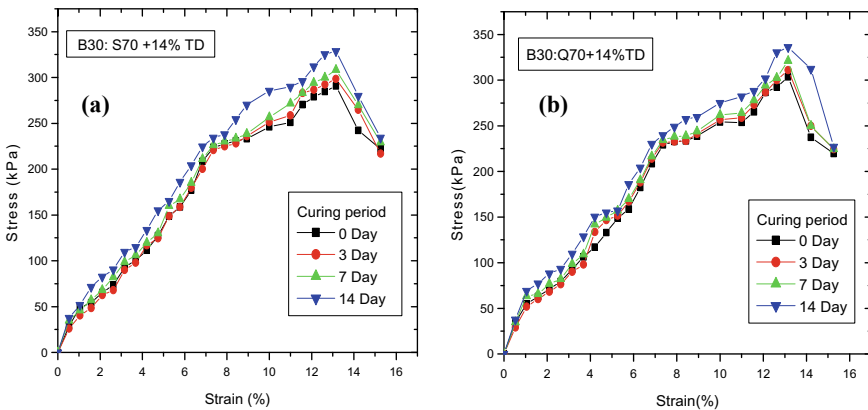 B30: S70 +14% TD
(a)
Stress (kPa)
350
300
250
200
150
100
50
0
0 2 4 6 8 10 12 14 16
Strain (%)
Curing period
0 Day
3 Day
7 Day
14 Day
B30:Q70+14%TD
(b)
Stress(kPa)
350
300
250
200
150
100
50
0
0 2 4 6 8 10 12 14 16
Strain(%)
Curing period
0 Day
3 Day
7 Day
14 Day